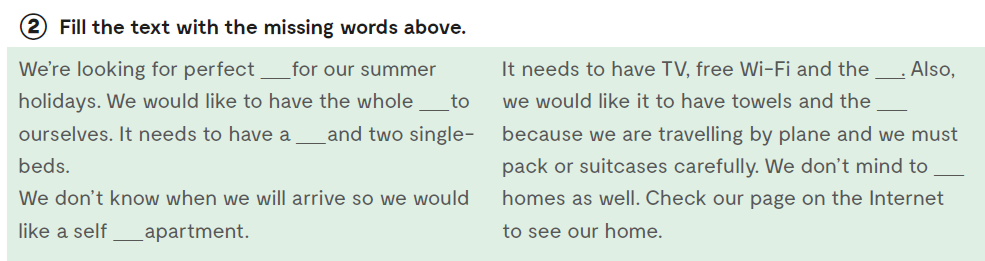 2 Fill the text with the missing words above.
We're looking for perfect ___for our summer
holidays. We would like to have the whole ___to
ourselves. It needs to have a ___and two single-
beds.
We don't know when we will arrive so we would
like a self ___apartment.
It needs to have TV, free Wi-Fi and the ___. Also,
we would like it to have towels and the ___
because we are travelling by plane and we must
pack or suitcases carefully. We don't mind to ___
homes as well. Check our page on the Internet
to see our home.